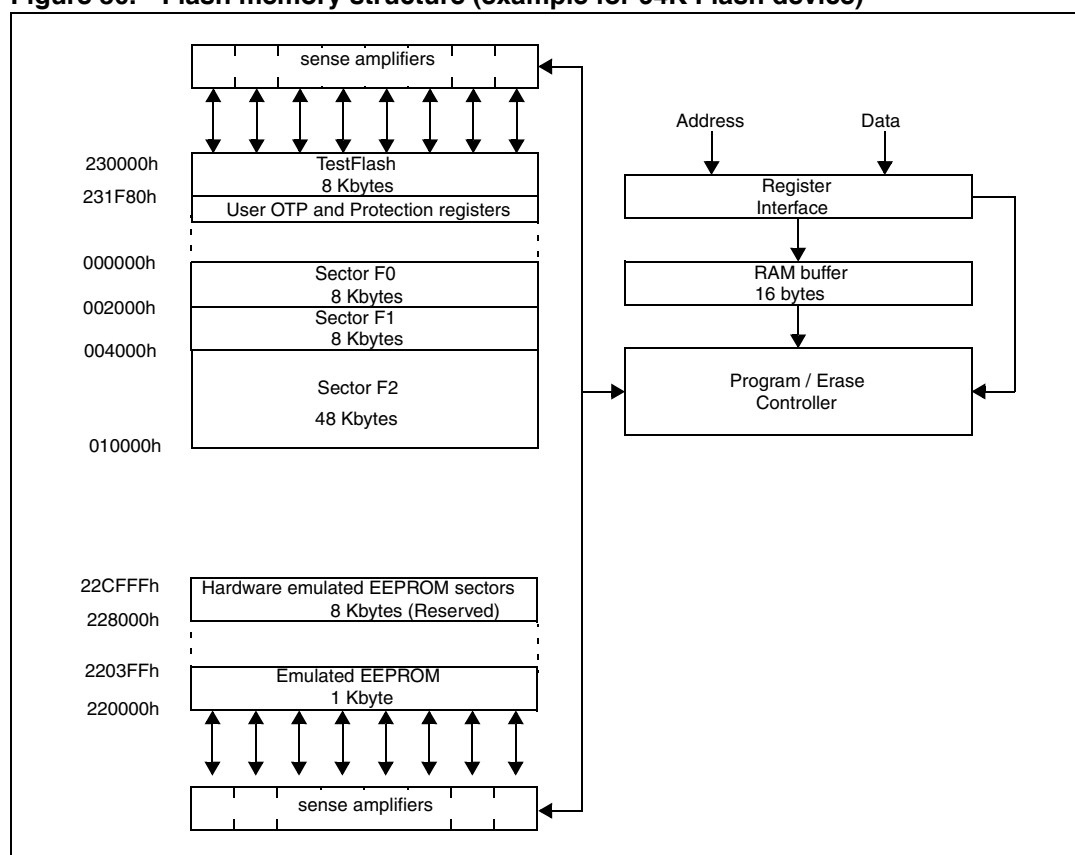 sense amplifiers
Address
Data
230000h
TestFlash
8 Kbytes
231F80h
User OTP and Protection registers
Register
Interface
000000h
Sector F0
8 Kbytes
RAM buffer
16 bytes
002000h
Sector F1
8 Kbytes
004000h
Sector F2
48 Kbytes
Program / Erase
Controller
010000h
22CFFFh
Hardware emulated EEPROM sectors
8 Kbytes (Reserved)
228000h
2203FFh
Emulated EEPROM
1 Kbyte
220000h
sense amplifiers